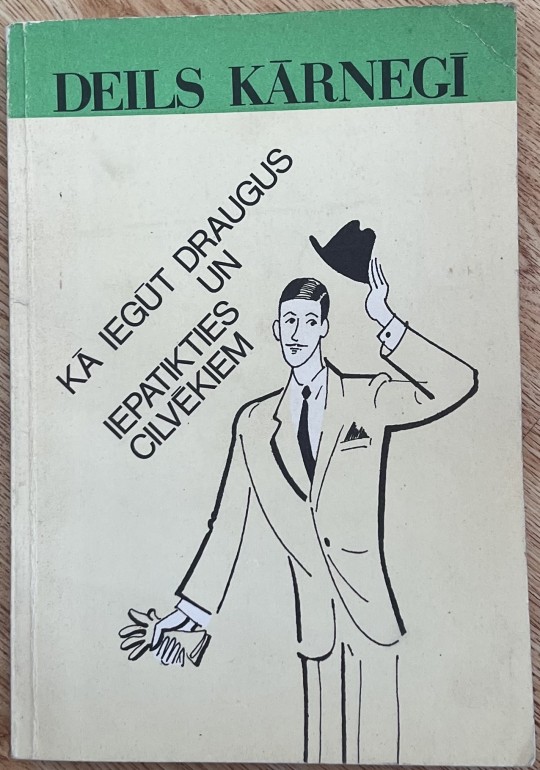 DEILS KĀRNEGĪ
KĀ IEGŪT DRAUGUS
UN
IEPATIKTIES
CILVĒKIEM